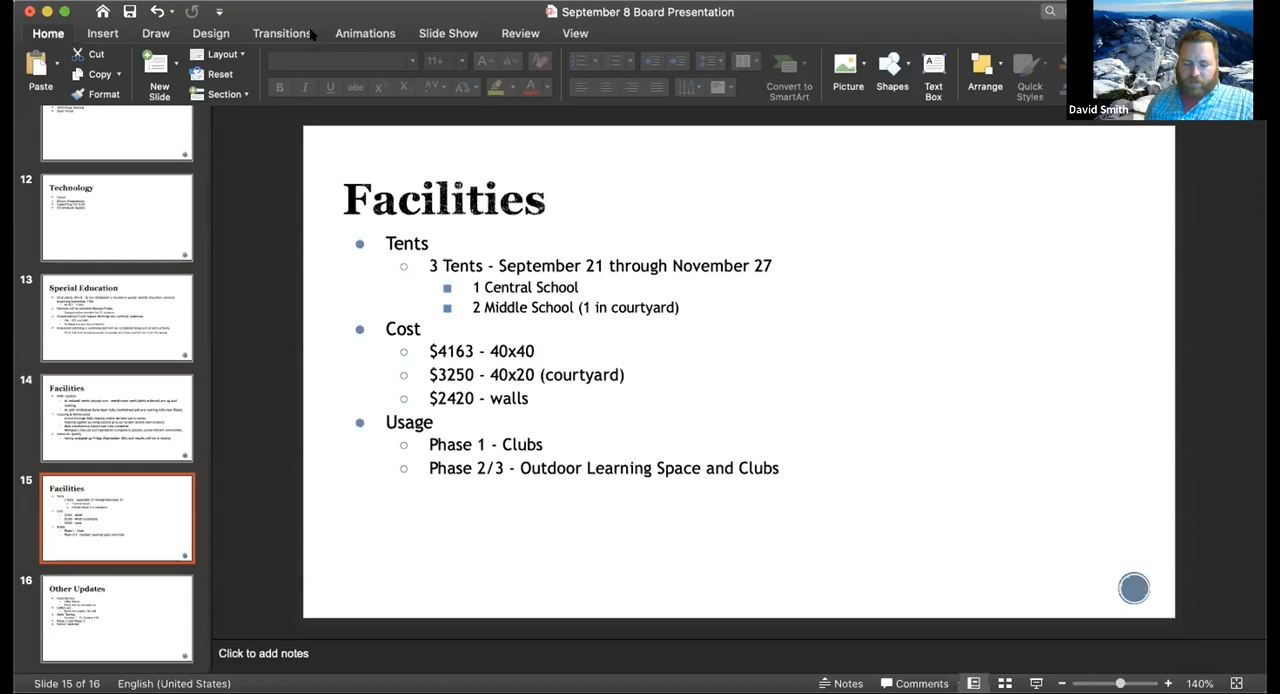 September 8 Board Presentation
Home Insert Draw Design Transitions Animations Slide Show Review View
Paste
Cut
Copy
Format
New Slide
Layout
Reset
Section
11+
Convert to SmartArt
Picture
Shapes
Text Box
Arrange
Quick Styles
David Smith
12
Technology
13
Special Education
14
Facilities
15
Facilities
16
Other Updates
Facilities
Tents
3 Tents - September 21 through November 27
1 Central School
2 Middle School (1 in courtyard)
Cost
$4163 - 40x40
$3250 - 40x20 (courtyard)
$2420 - walls
Usage
Phase 1 - Clubs
Phase 2/3 - Outdoor Learning Space and Clubs
Click to add notes
Slide 15 of 16 English (United States) Notes Comments 140%